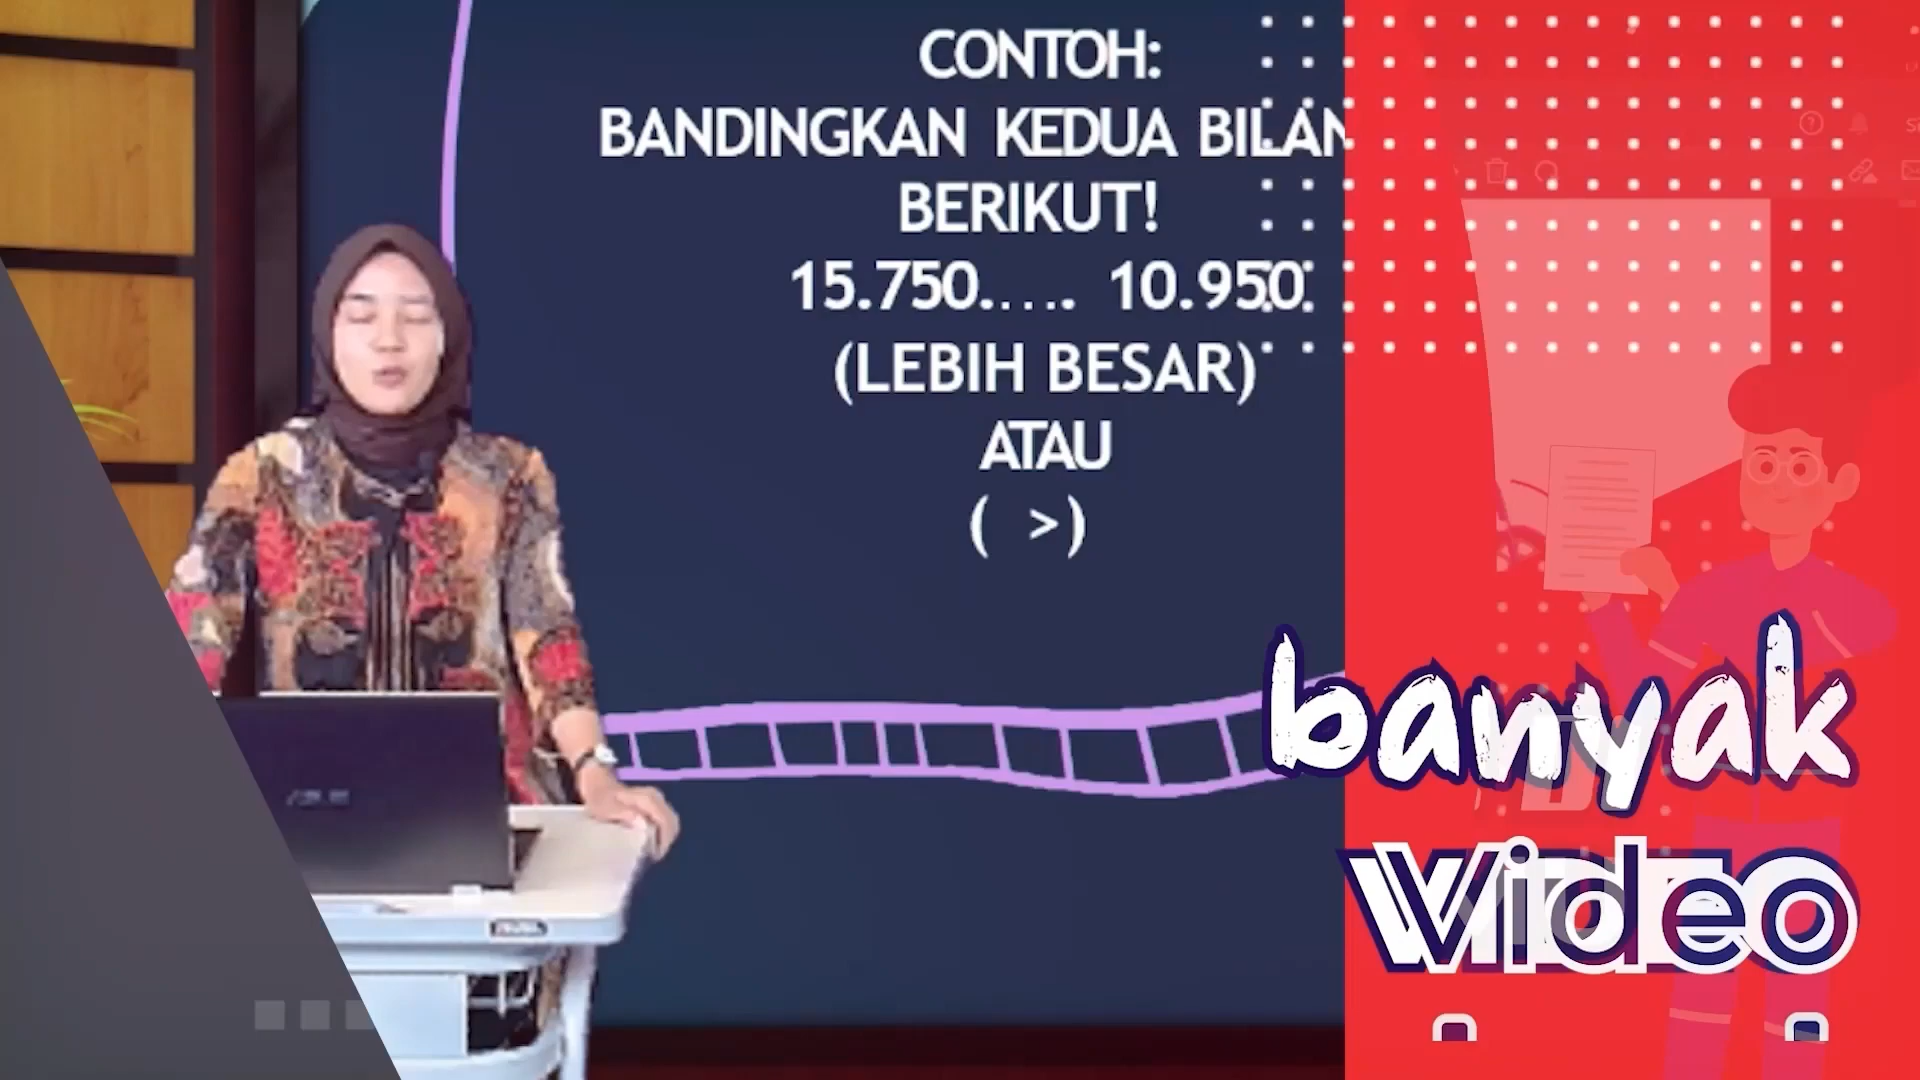 CONTOH:
BANDINGKAN KEDUA BILAN
BERIKUT!
15.750..... 10.950
(LEBIH BESAR)
ATAU
( >)
banyak
Video